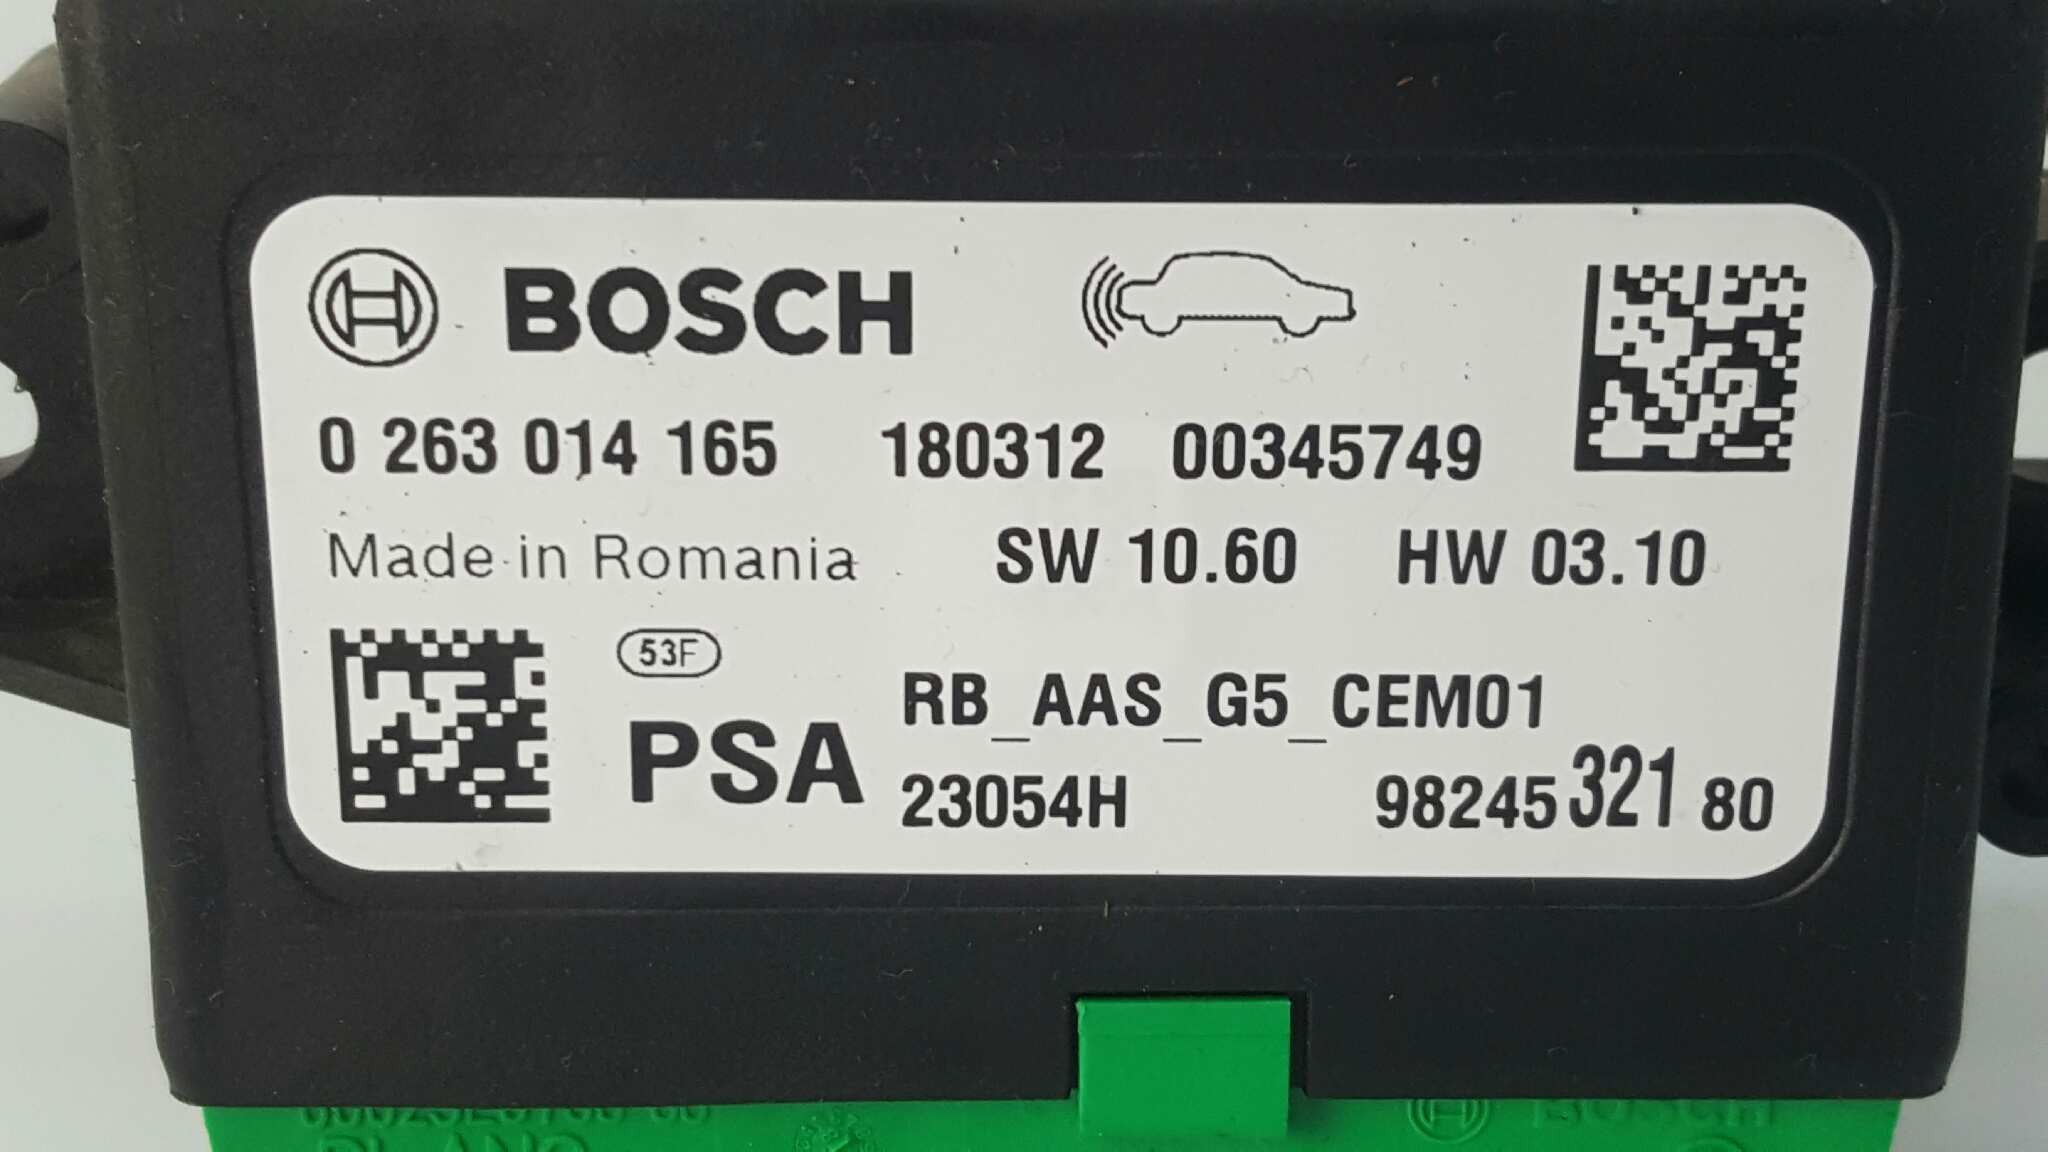 BOSCH
0 263 014 165 180312 00345749
Made in Romania SW 10.60 HW 03.10
53F
PSA RB_AAS_G5_CEM01
23054H 98245 321 80
BOSCH